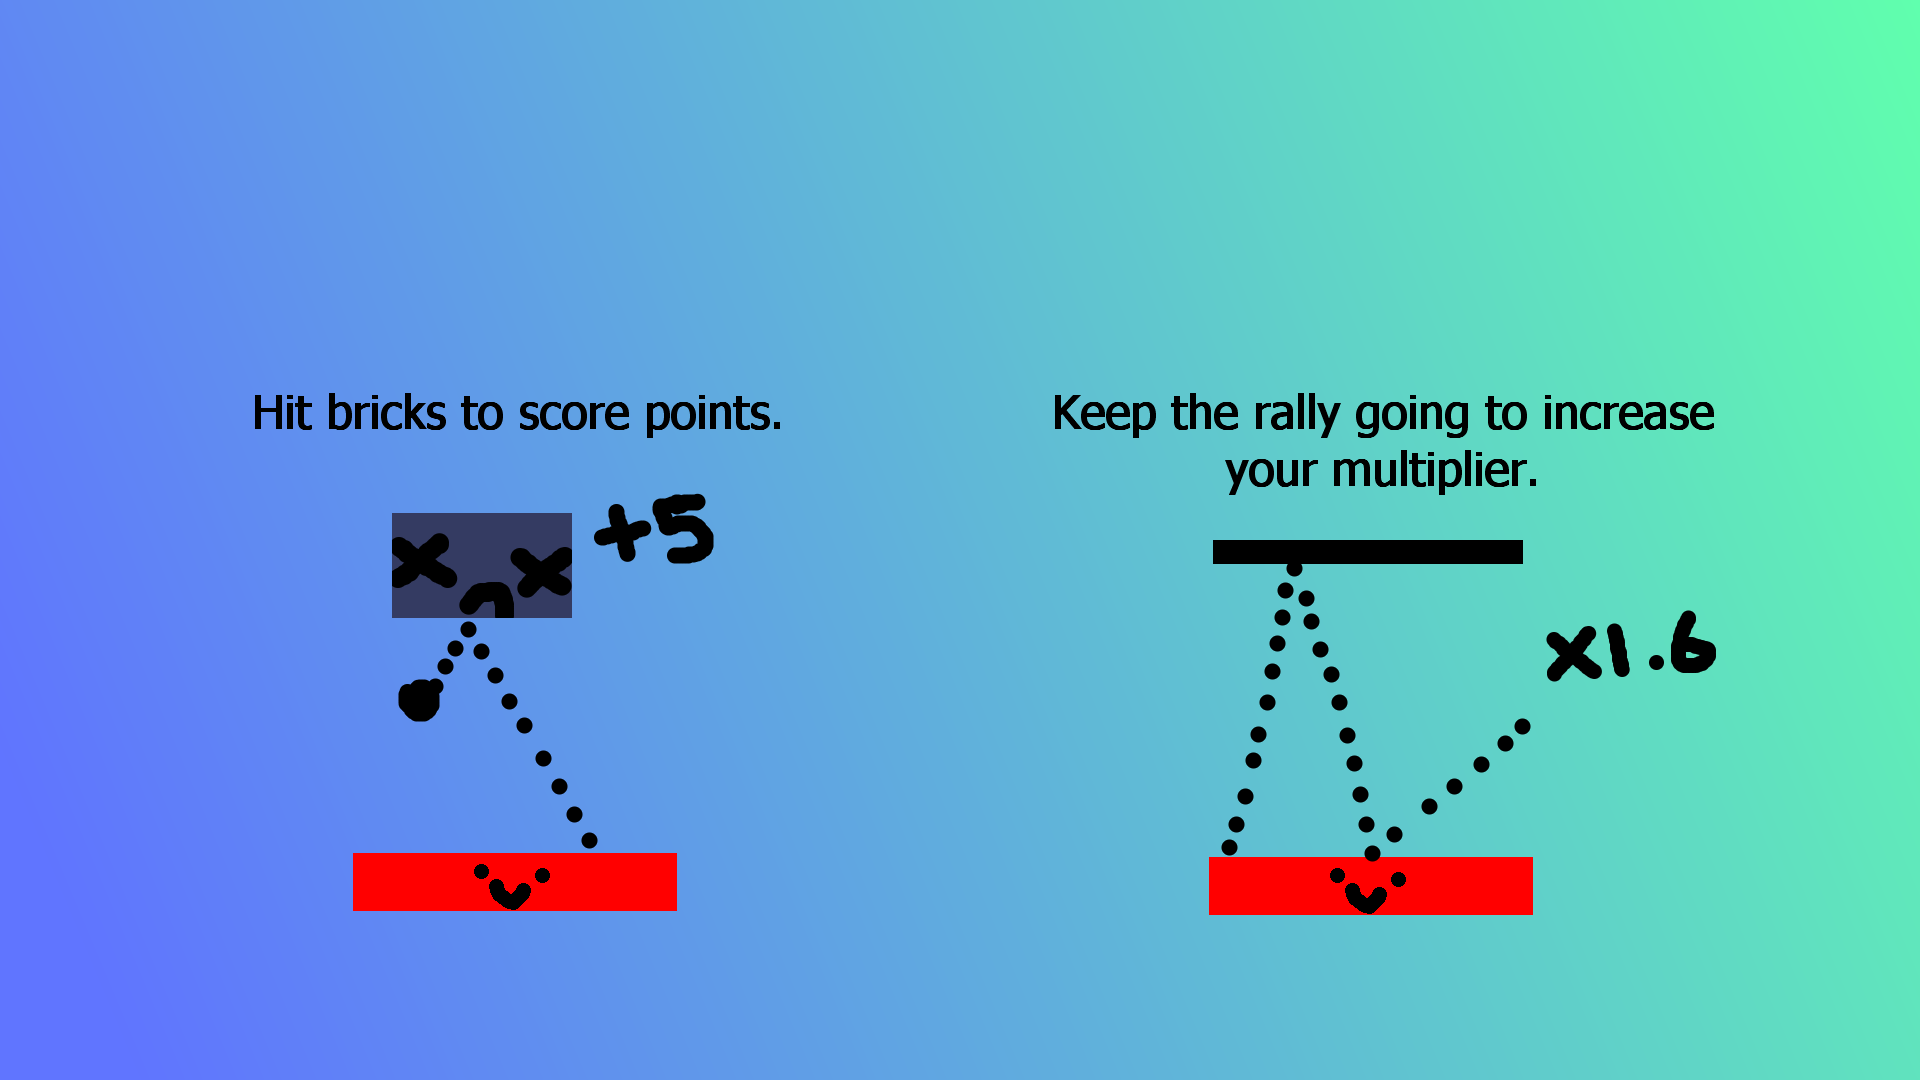 Hit bricks to score points.
+5
Keep the rally going to increase
your multiplier.
x1.6